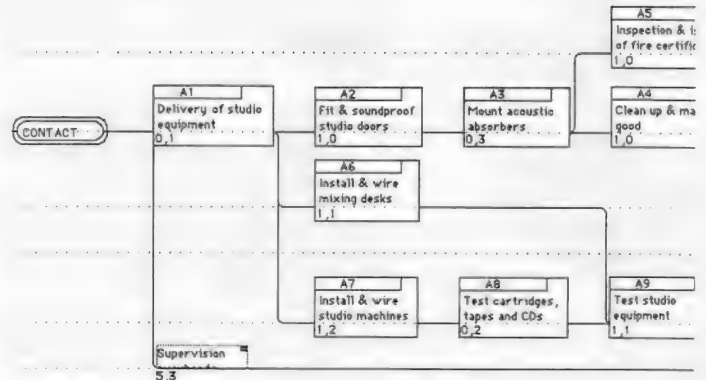 A5
Inspection &
of fire
1,0
A1
Delivery of studio
equipment
0,1
A2
Fit & soundproof
studio doors
1,0
A3
Mount acoustic
absorbers
0,3
A4
Clean up &
good
1,0
CONTACT
A6
Install & wire
mixing desks
1,1
A7
Install & wire
studio machines
1,2
A8
Test cartridges,
tapes and CDs
0,2
A9
Test studio
equipment
1,1
Supervision
5,3